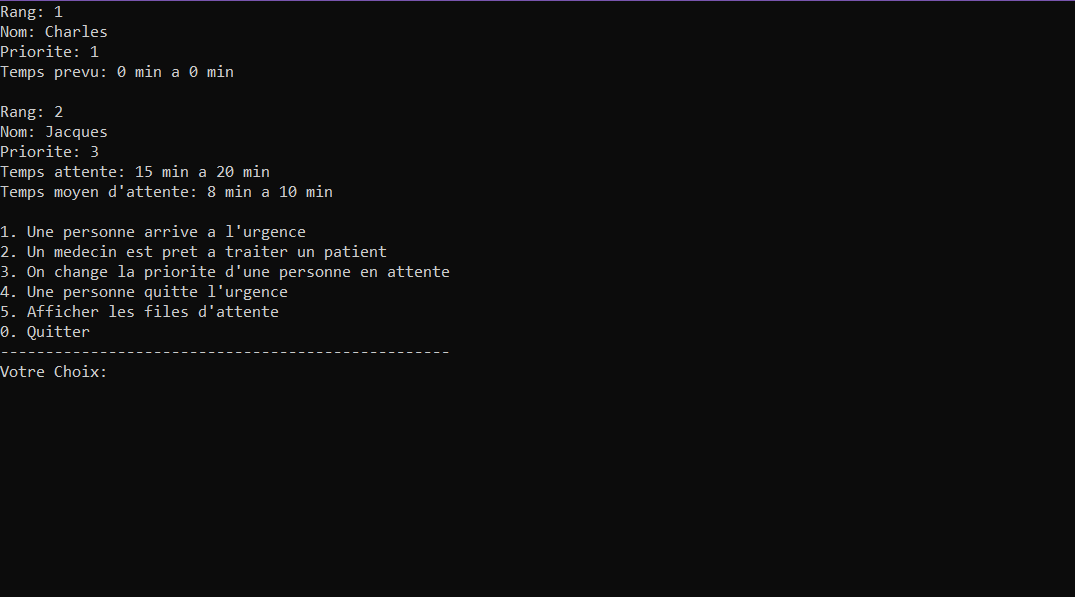 Rang: 1
Nom: Charles
Priorite: 1
Temps prevu: 0 min a 0 min
Rang: 2
Nom: Jacques
Priorite: 3
Temps attente: 15 min a 20 min
Temps moyen d'attente: 8 min a 10 min
1. Une personne arrive a l'urgence
2. Un medecin est pret a traiter un patient
3. On change la priorite d'une personne en attente
4. Une personne quitte l'urgence
5. Afficher les files d'attente
0. Quitter
--------------------------------------------------
Votre Choix: